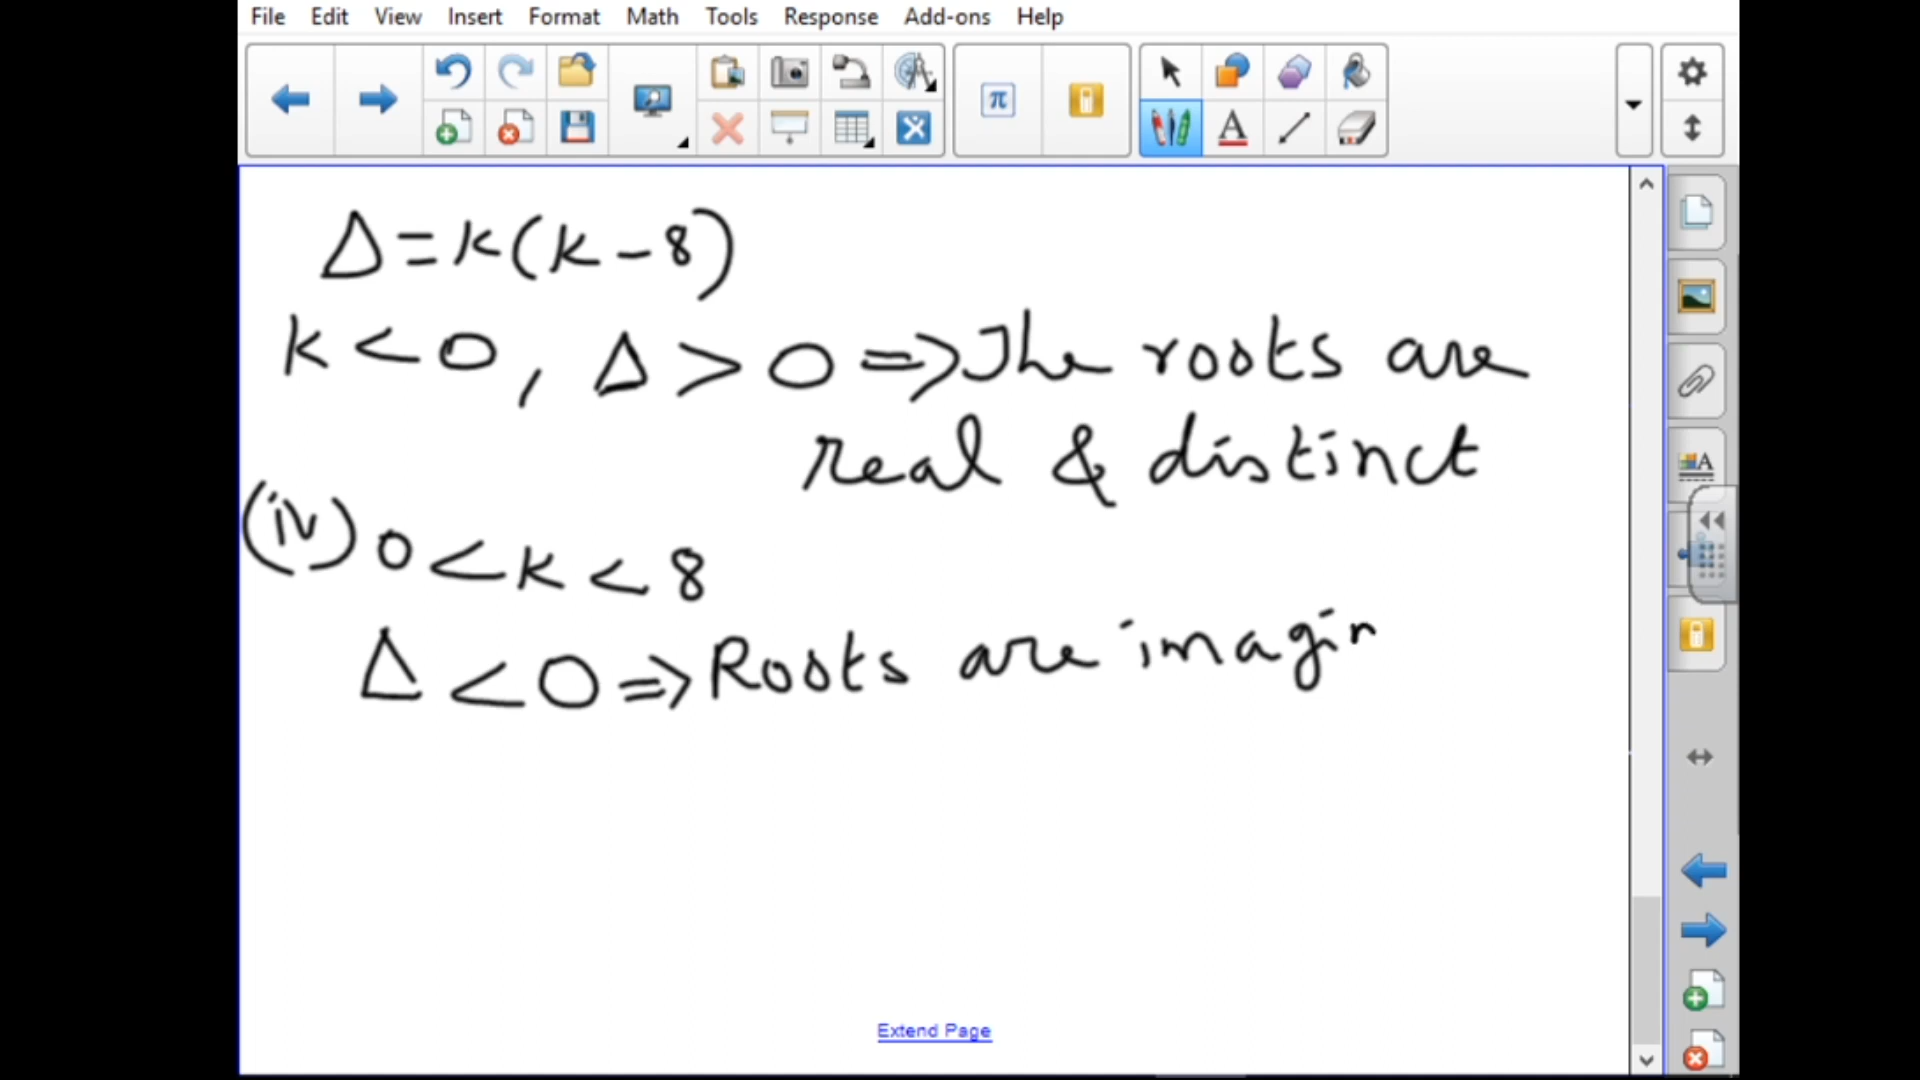 File Edit View Insert Format Math Tools Response Add-ons Help
Δ=k(k-8)
k<0, Δ>0 => The roots are
real & distinct
(iv) 0<k<8
Δ<0 => Roots are imagin
Extend Page